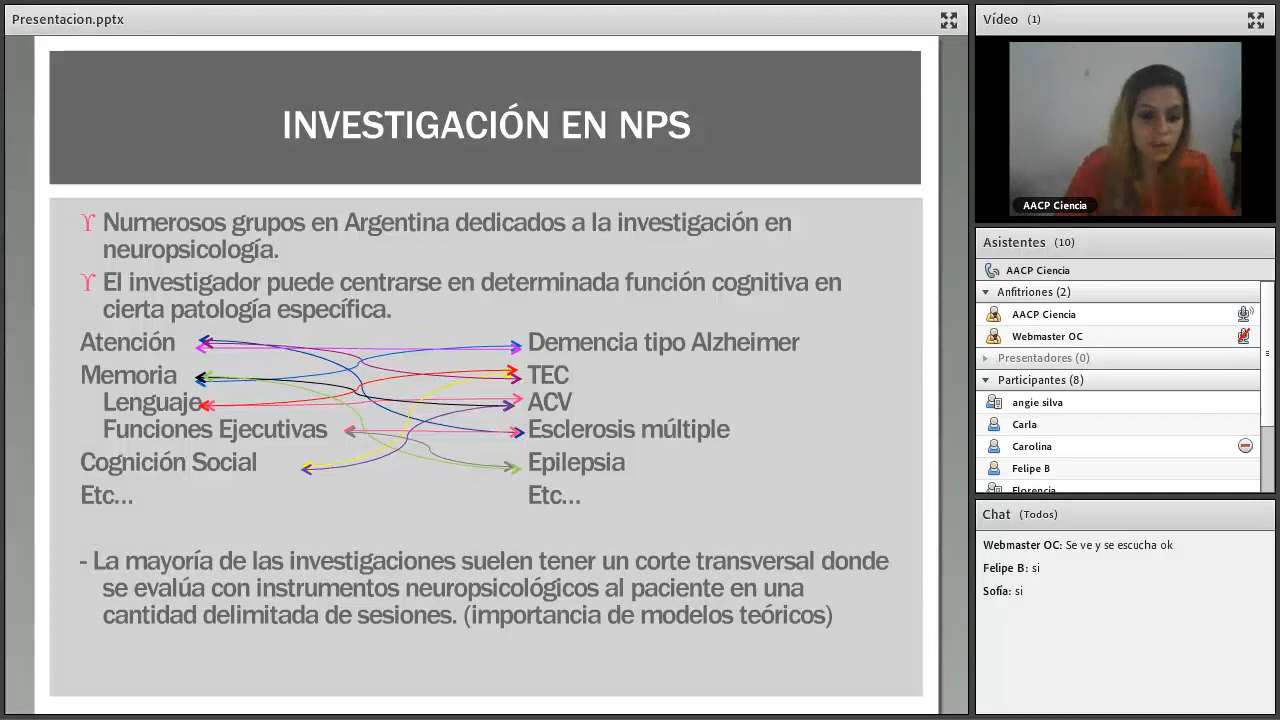 Presentacion.pptx
INVESTIGACIÓN EN NPS
ϒ Numerosos grupos en Argentina dedicados a la investigación en
neuropsicología.
ϒ El investigador puede centrarse en determinada función cognitiva en
cierta patología específica.
Atención
Demencia tipo Alzheimer
Memoria
TEC
Lenguaje
ACV
Funciones Ejecutivas
Esclerosis múltiple
Cognición Social
Epilepsia
Etc...
Etc...
- La mayoría de las investigaciones suelen tener un corte transversal donde
se evalúa con instrumentos neuropsicológicos al paciente en una
cantidad delimitada de sesiones. (importancia de modelos teóricos)
Vídeo (1)
AACP Ciencia
Asistentes (10)
AACP Ciencia
Anfitriones (2)
AACP Ciencia
Webmaster OC
Presentadores (0)
Participantes (8)
angie silva
Carla
Carolina
Felipe B
Florencia
Chat (Todos)
Webmaster OC: Se ve y se escucha ok
Felipe B: si
Sofía: si